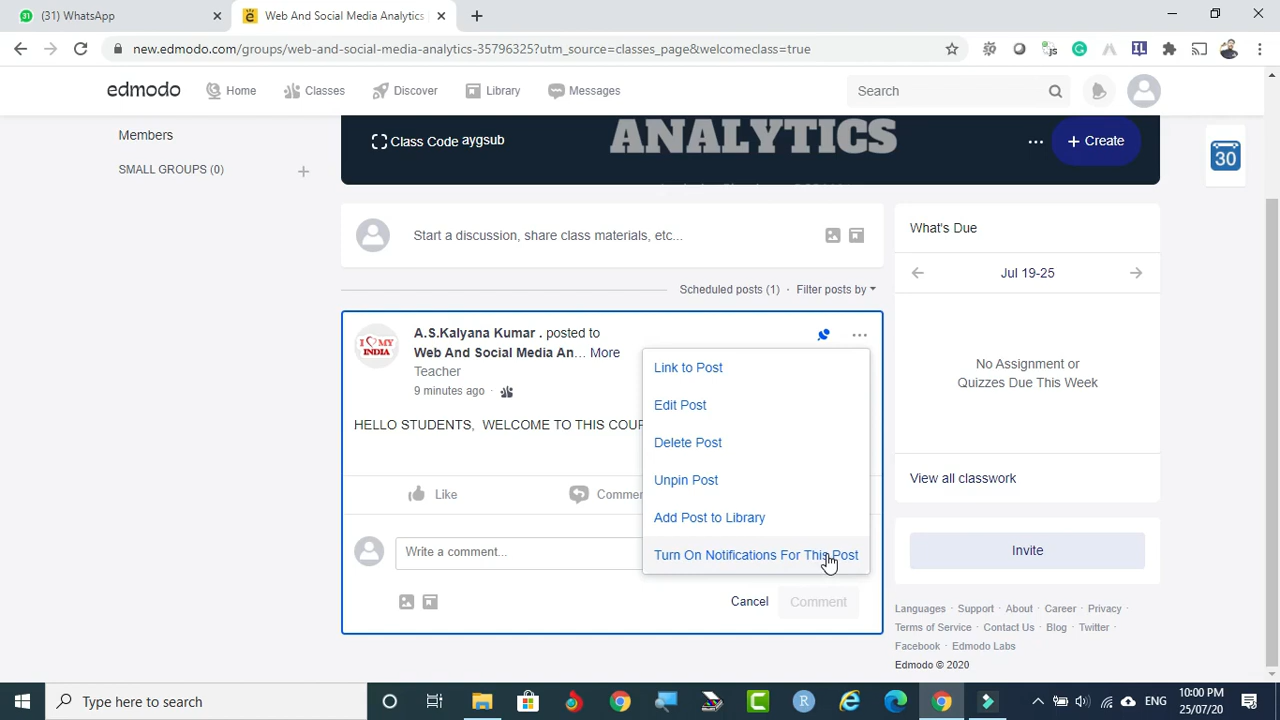 (31) WhatsApp
Web And Social Media Analytics
new.edmodo.com/groups/web-and-social-media-analytics-35796325?utm_source=classes_page&welcomeclass=true
edmodo
Home
Classes
Discover
Library
Messages
Search
Members
SMALL GROUPS (0)
Class Code aygsub
ANALYTICS
Create
30
Start a discussion, share class materials, etc...
Scheduled posts (1) · Filter posts by
A.S.Kalyana Kumar . posted to
Web And Social Media An... More
Teacher
9 minutes ago ·
I MY
INDIA
HELLO STUDENTS, WELCOME TO THIS COUR
Like
Commen
Write a comment...
Cancel
Comment
Link to Post
Edit Post
Delete Post
Unpin Post
Add Post to Library
Turn On Notifications For This Post
What's Due
Jul 19-25
No Assignment or
Quizzes Due This Week
View all classwork
Invite
Languages · Support · About · Career · Privacy ·
Terms of Service · Contact Us · Blog · Twitter ·
Facebook · Edmodo Labs
Edmodo © 2020
Type here to search
ENG
10:00 PM
25/07/20